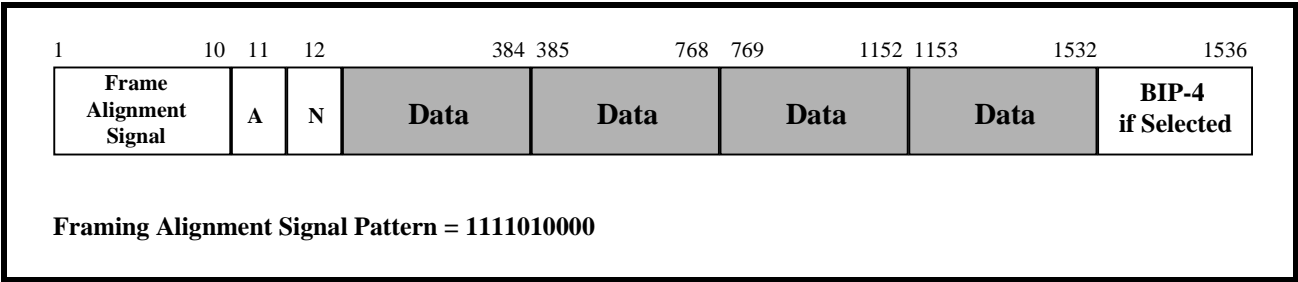 1 10 11 12 384 385 768 769 1152 1153 1532 1536
Frame
Alignment
Signal
A
N
Data
Data
Data
Data
BIP-4
if Selected
Framing Alignment Signal Pattern = 1111010000